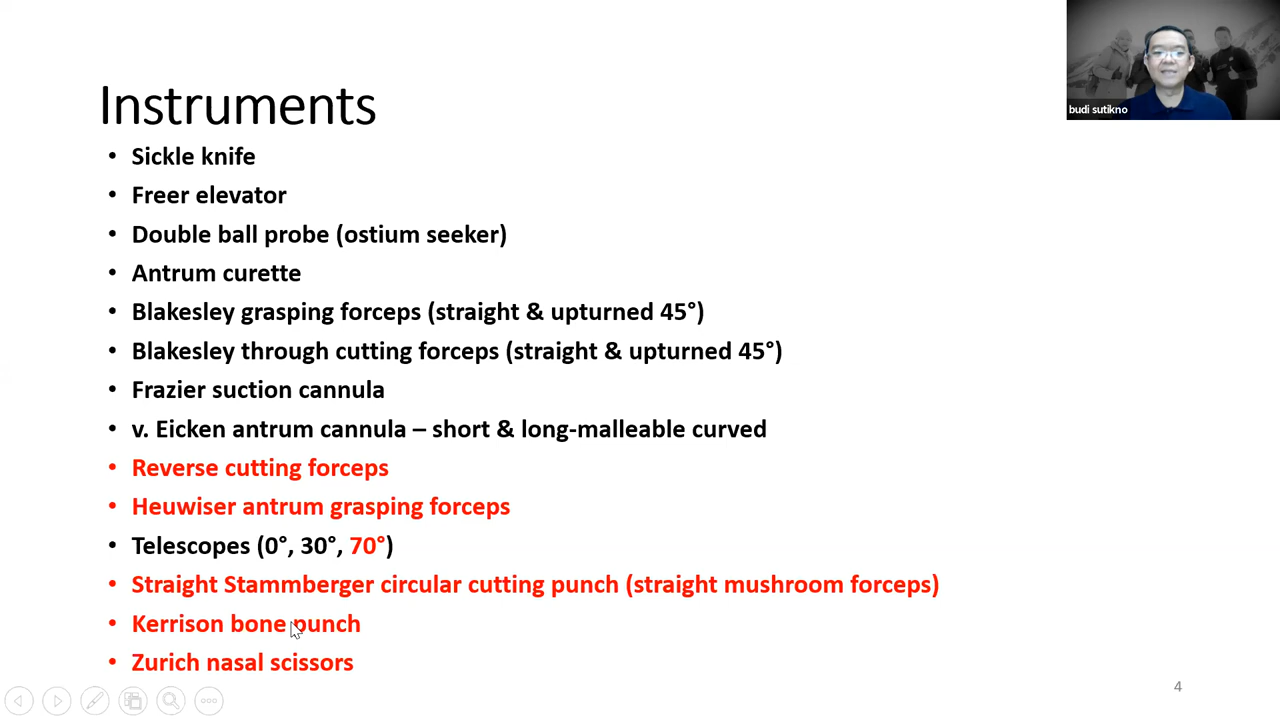 budi sutikno
Instruments
• Sickle knife
• Freer elevator
• Double ball probe (ostium seeker)
• Antrum curette
• Blakesley grasping forceps (straight & upturned 45°)
• Blakesley through cutting forceps (straight & upturned 45°)
• Frazier suction cannula
• v. Eicken antrum cannula – short & long-malleable curved
• Reverse cutting forceps
• Heuwiser antrum grasping forceps
• Telescopes (0°, 30°, 70°)
• Straight Stammberger circular cutting punch (straight mushroom forceps)
• Kerrison bone punch
• Zurich nasal scissors
4